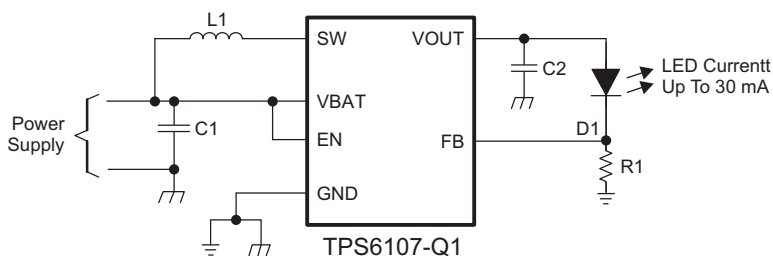 L1
SW
VOUT
C2
LED Currentt
Up To 30 mA
Power
Supply
C1
VBAT
EN
FB
D1
R1
GND
TPS6107-Q1